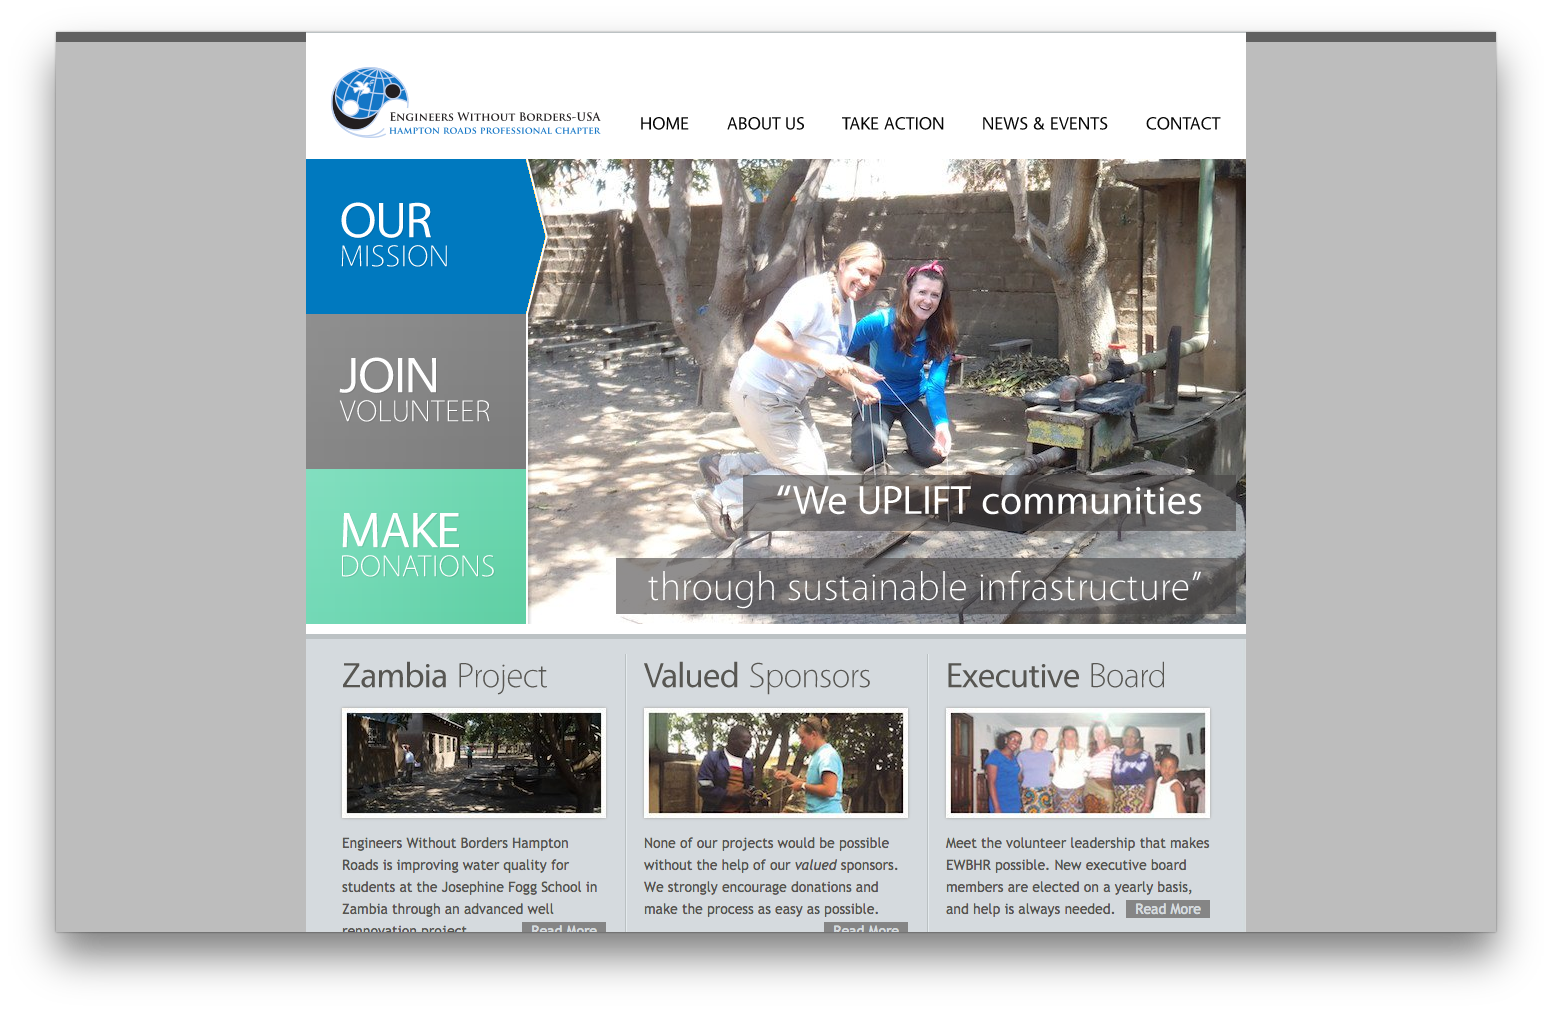 Engineers Without Borders-USA
Hampton Roads Professional Chapter
HOME ABOUT US TAKE ACTION NEWS & EVENTS CONTACT
OUR
MISSION
JOIN
VOLUNTEER
MAKE
DONATIONS
“We UPLIFT communities
through sustainable infrastructure”
Zambia Project
Engineers Without Borders Hampton
Roads is improving water quality for
students at the Josephine Fogg School in
Zambia through an advanced well
rennovation project. Read More
Valued Sponsors
None of our projects would be possible
without the help of our valued sponsors.
We strongly encourage donations and
make the process as easy as possible.
Read More
Executive Board
Meet the volunteer leadership that makes
EWBHR possible. New executive board
members are elected on a yearly basis,
and help is always needed. Read More